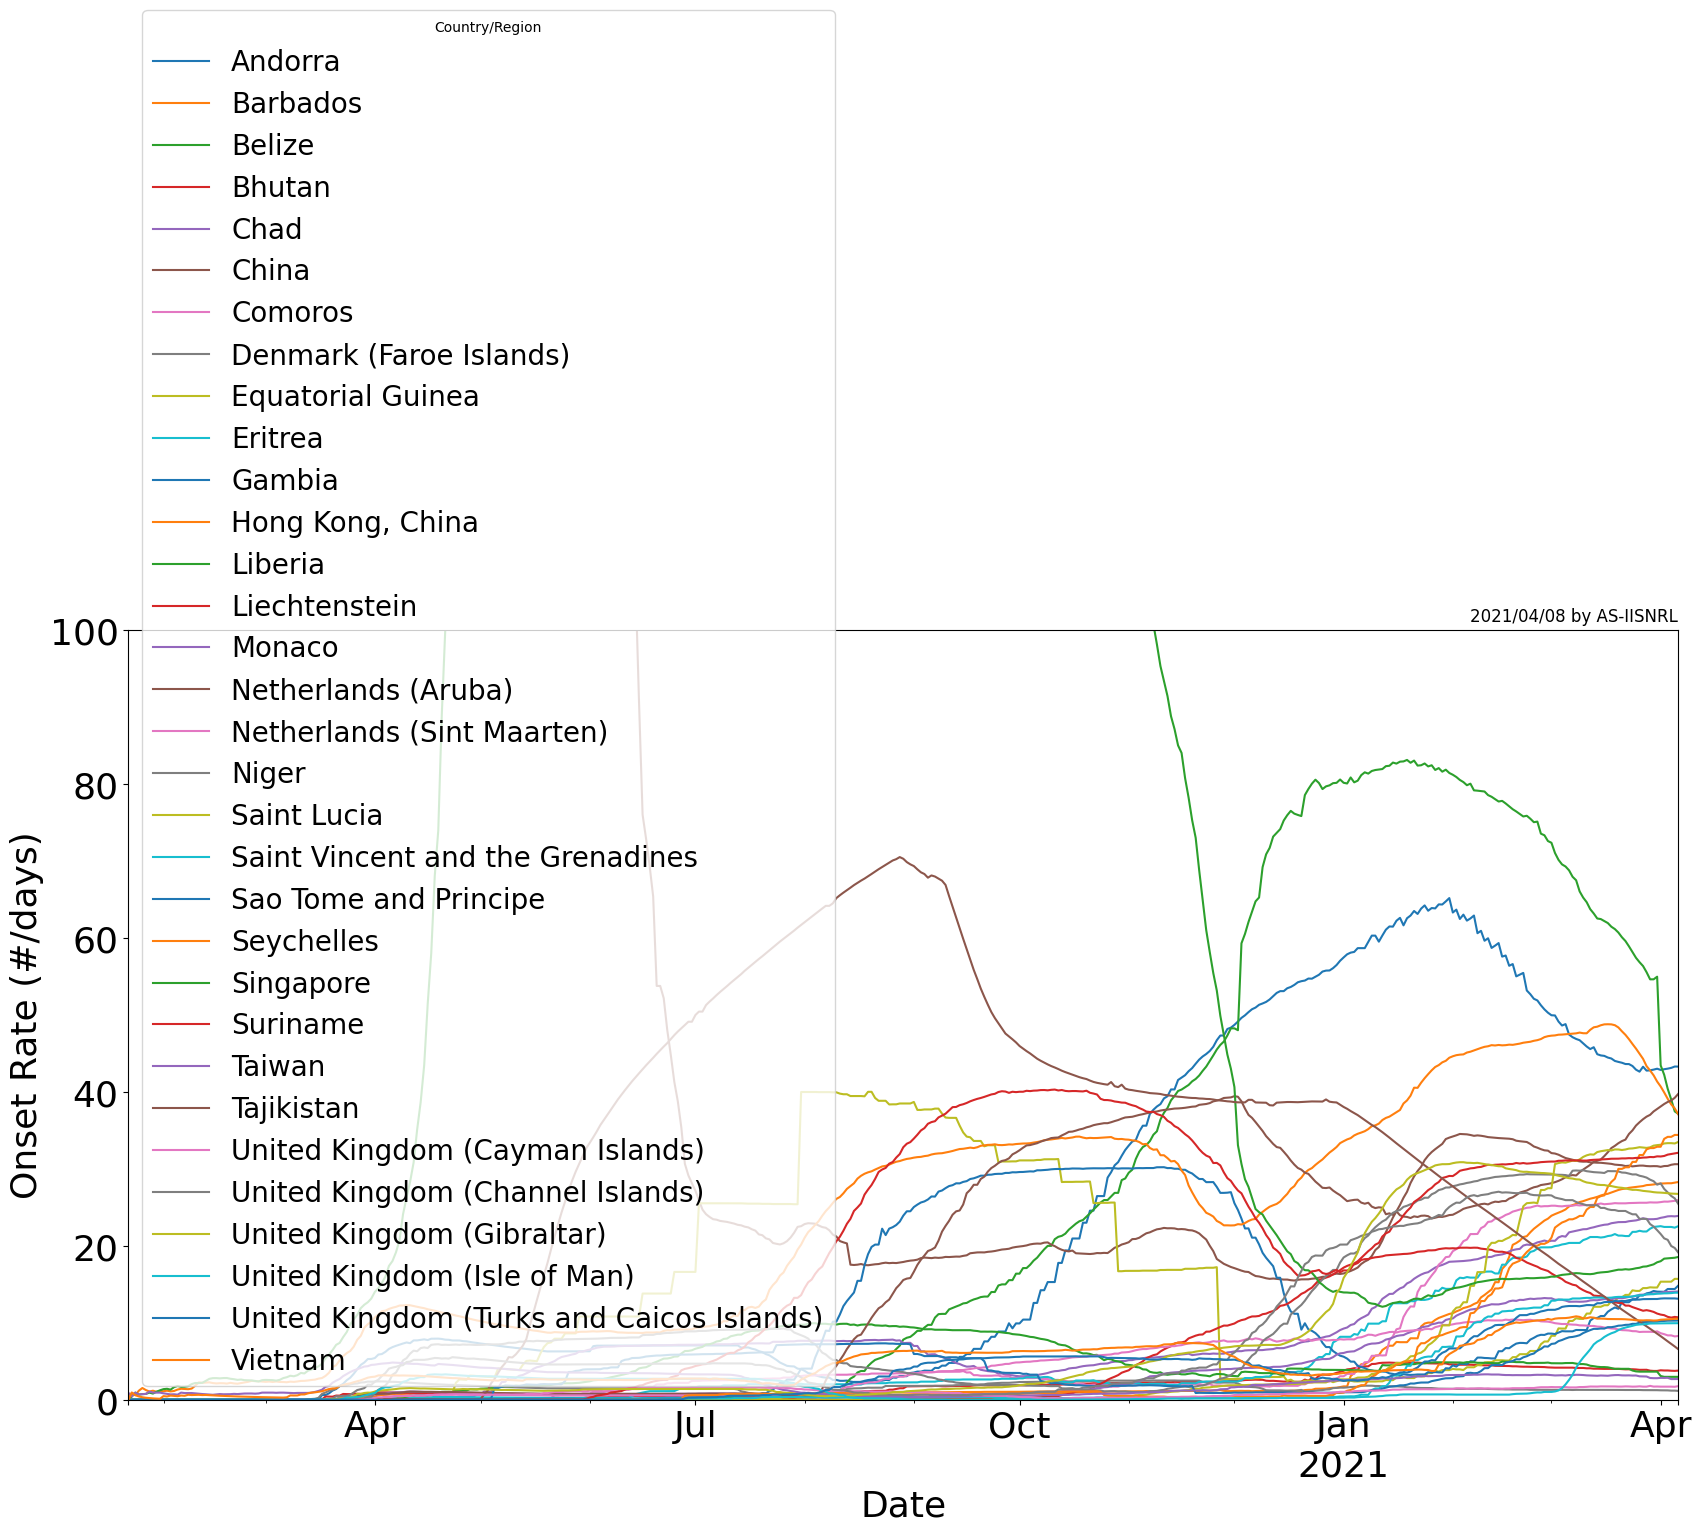 Country/Region
Andorra
Barbados
Belize
Bhutan
Chad
China
Comoros
Denmark (Faroe Islands)
Equatorial Guinea
Eritrea
Gambia
Hong Kong, China
Liberia
Liechtenstein
Monaco
Netherlands (Aruba)
Netherlands (Sint Maarten)
Niger
Saint Lucia
Saint Vincent and the Grenadines
Sao Tome and Principe
Seychelles
Singapore
Suriname
Taiwan
Tajikistan
United Kingdom (Cayman Islands)
United Kingdom (Channel Islands)
United Kingdom (Gibraltar)
United Kingdom (Isle of Man)
United Kingdom (Turks and Caicos Islands)
Vietnam
2021/04/08 by AS-IISNRL
100
80
60
40
20
0
Onset Rate (#/days)
Apr
Jul
Oct
Jan
2021
Apr
Date